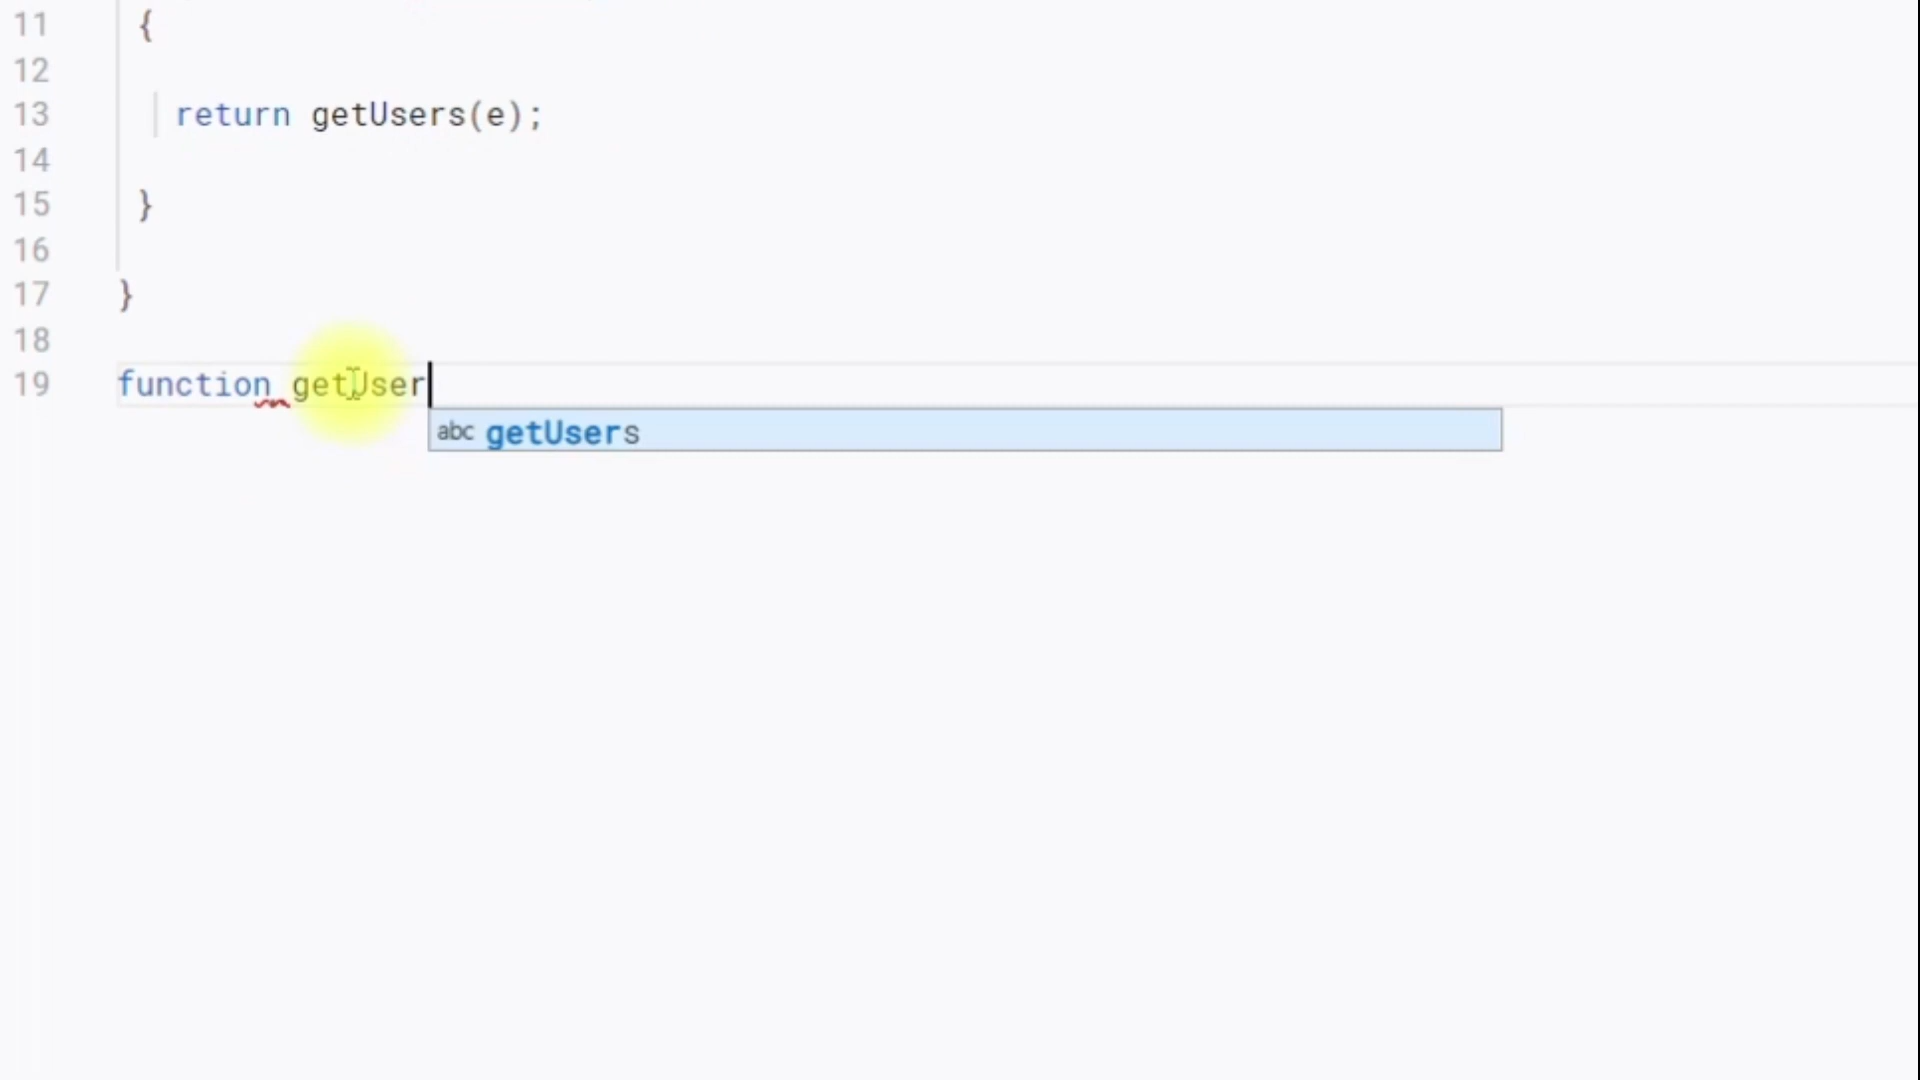 11 {
12
13 return getUsers(e);
14
15 }
16
17 }
18
19 function getUser
abc getUsers